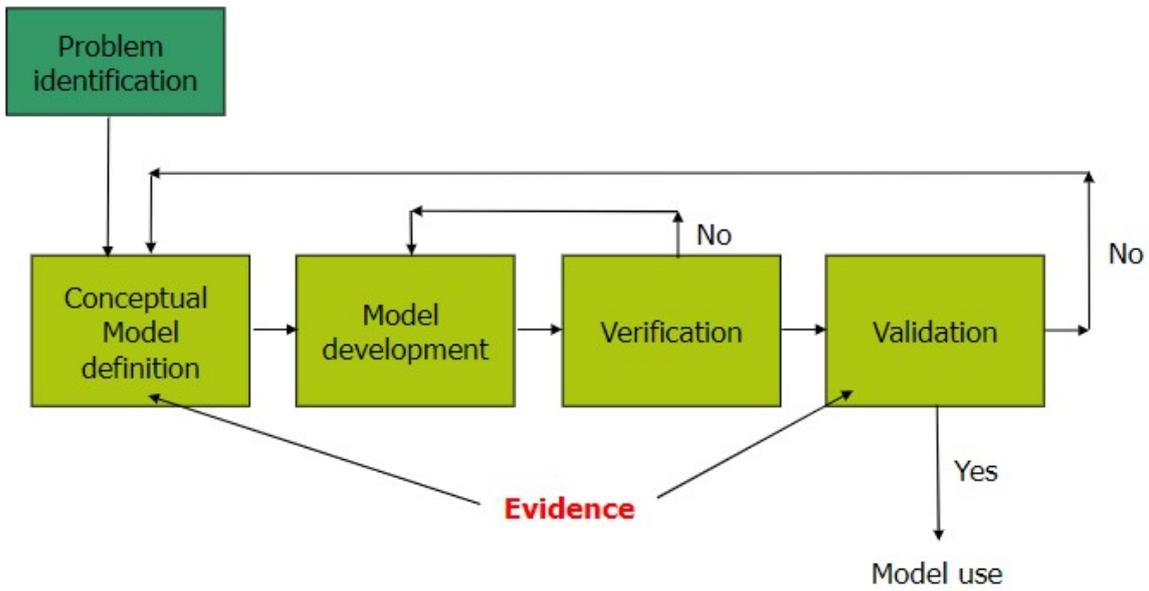 Problem
identification
No
No
Conceptual
Model
definition
Model
development
Verification
Validation
Yes
Evidence
Model use